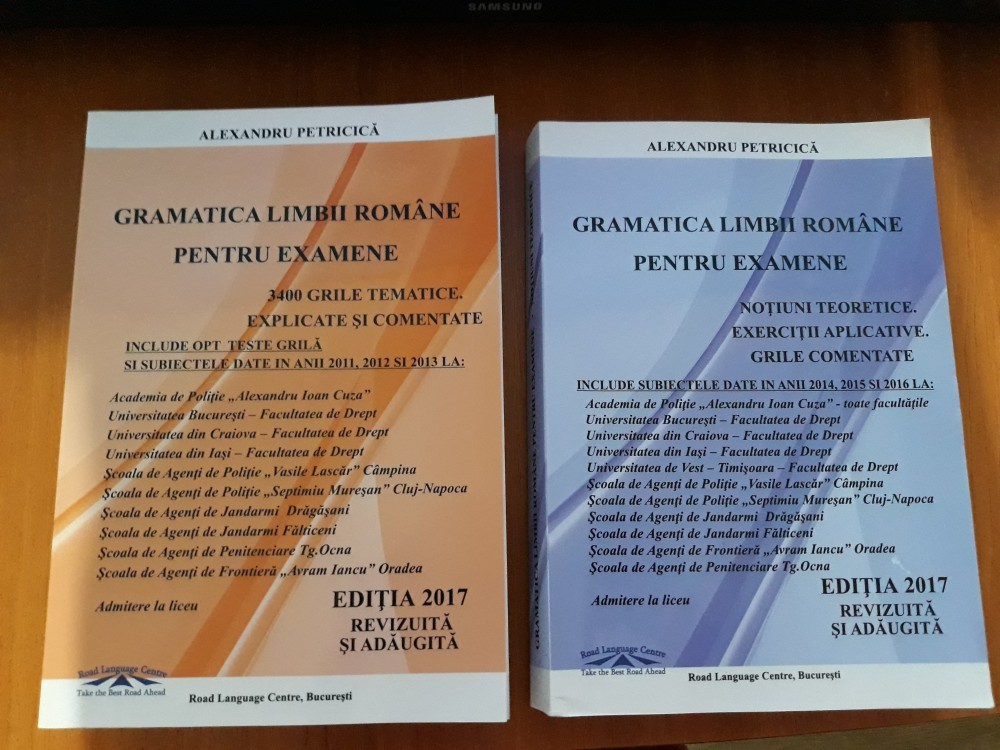 SAMSUNG
ALEXANDRU PETRICICĂ
GRAMATICA LIMBII ROMÂNE
PENTRU EXAMENE
3400 GRILE TEMATICE.
EXPLICATE ŞI COMENTATE
INCLUDE OPT TESTE GRILĂ
SI SUBIECTELE DATE IN ANII 2011, 2012 SI 2013 LA:
Academia de Poliţie „Alexandru Ioan Cuza”
Universitatea Bucureşti – Facultatea de Drept
Universitatea din Craiova – Facultatea de Drept
Universitatea din Iaşi – Facultatea de Drept
Şcoala de Agenţi de Poliţie „Vasile Lascăr” Câmpina
Şcoala de Agenţi de Poliţie „Septimiu Mureşan” Cluj-Napoca
Şcoala de Agenţi de Jandarmi Drăgăşani
Şcoala de Agenţi de Jandarmi Fălticeni
Şcoala de Agenţi de Penitenciare Tg.Ocna
Şcoala de Agenţi de Frontieră „Avram Iancu” Oradea
Admitere la liceu
EDIŢIA 2017
REVIZUITĂ
ŞI ADĂUGITĂ
Road Language Centre
Take the Best Road Ahead
Road Language Centre, Bucureşti
ALEXANDRU PETRICICĂ
GRAMATICA LIMBII ROMÂNE
PENTRU EXAMENE
NOŢIUNI TEORETICE.
EXERCIŢII APLICATIVE.
GRILE COMENTATE
INCLUDE SUBIECTELE DATE IN ANII 2014, 2015 SI 2016 LA:
Academia de Poliţie „Alexandru Ioan Cuza” - toate facultăţile
Universitatea Bucureşti – Facultatea de Drept
Universitatea din Craiova – Facultatea de Drept
Universitatea din Iaşi – Facultatea de Drept
Universitatea de Vest – Timişoara – Facultatea de Drept
Şcoala de Agenţi de Poliţie „Vasile Lascăr” Câmpina
Şcoala de Agenţi de Poliţie „Septimiu Mureşan” Cluj-Napoca
Şcoala de Agenţi de Jandarmi Drăgăşani
Şcoala de Agenţi de Jandarmi Fălticeni
Şcoala de Agenţi de Frontieră „Avram Iancu” Oradea
Şcoala de Agenţi de Penitenciare Tg.Ocna
Admitere la liceu
EDIŢIA 2017
REVIZUITĂ
ŞI ADĂUGITĂ
Road Language Centre
Take the Best Road Ahead
Road Language Centre, Bucureşti
GRAMATICA LIMBII ROMÂNE PENTRU EXAMENE